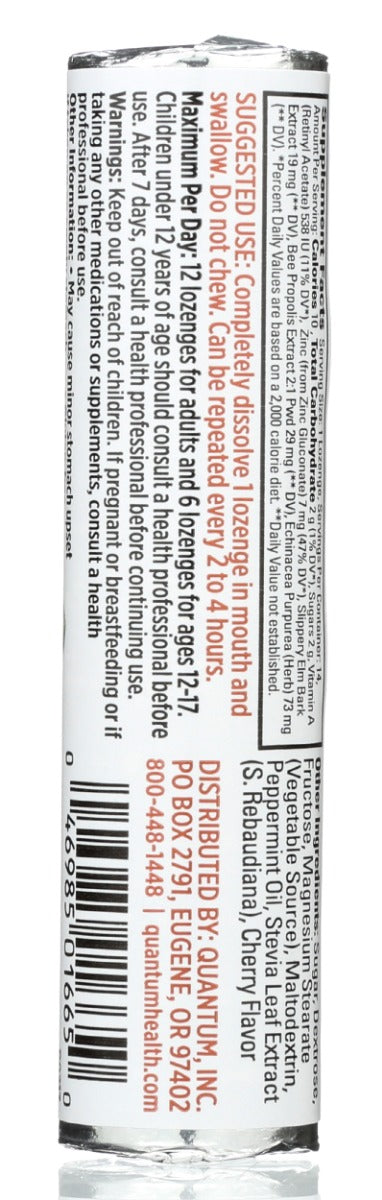 Supplement Facts Serving Size: 1 Lozenge, Servings Per Container: 14,
Amount Per Serving: Calories 10, Total Carbohydrate 2 g (1% DV*), Sugars 2 g, Vitamin A
(Retinyl Acetate) 538 IU (11% DV*), Zinc (from Zinc Gluconate) 7 mg (47% DV*), Slippery Elm Bark
Extract 19 mg (** DV), Bee Propolis Extract 2:1 Pwd 29 mg (** DV), Echinacea Purpurea (Herb) 73 mg
(** DV). *Percent Daily Values are based on a 2,000 calorie diet. **Daily Value not established.
SUGGESTED USE: Completely dissolve 1 lozenge in mouth and
swallow. Do not chew. Can be repeated every 2 to 4 hours.
Maximum Per Day: 12 lozenges for adults and 6 lozenges for ages 12-17.
Children under 12 years of age should consult a health professional before
use. After 7 days, consult a health professional before continuing use.
Warnings: Keep out of reach of children. If pregnant or breastfeeding or if
taking any other medications or supplements, consult a health
professional before use.
Other Information: • May cause minor stomach upset
Other Ingredients: Sugar, Dextrose,
Fructose, Magnesium Stearate
(Vegetable Source), Maltodextrin,
Peppermint Oil, Stevia Leaf Extract
(S. Rebaudiana), Cherry Flavor
DISTRIBUTED BY: QUANTUM, INC.
PO BOX 2791, EUGENE, OR 97402
800-448-1448 | quantumhealth.com
0 46985 01665 0